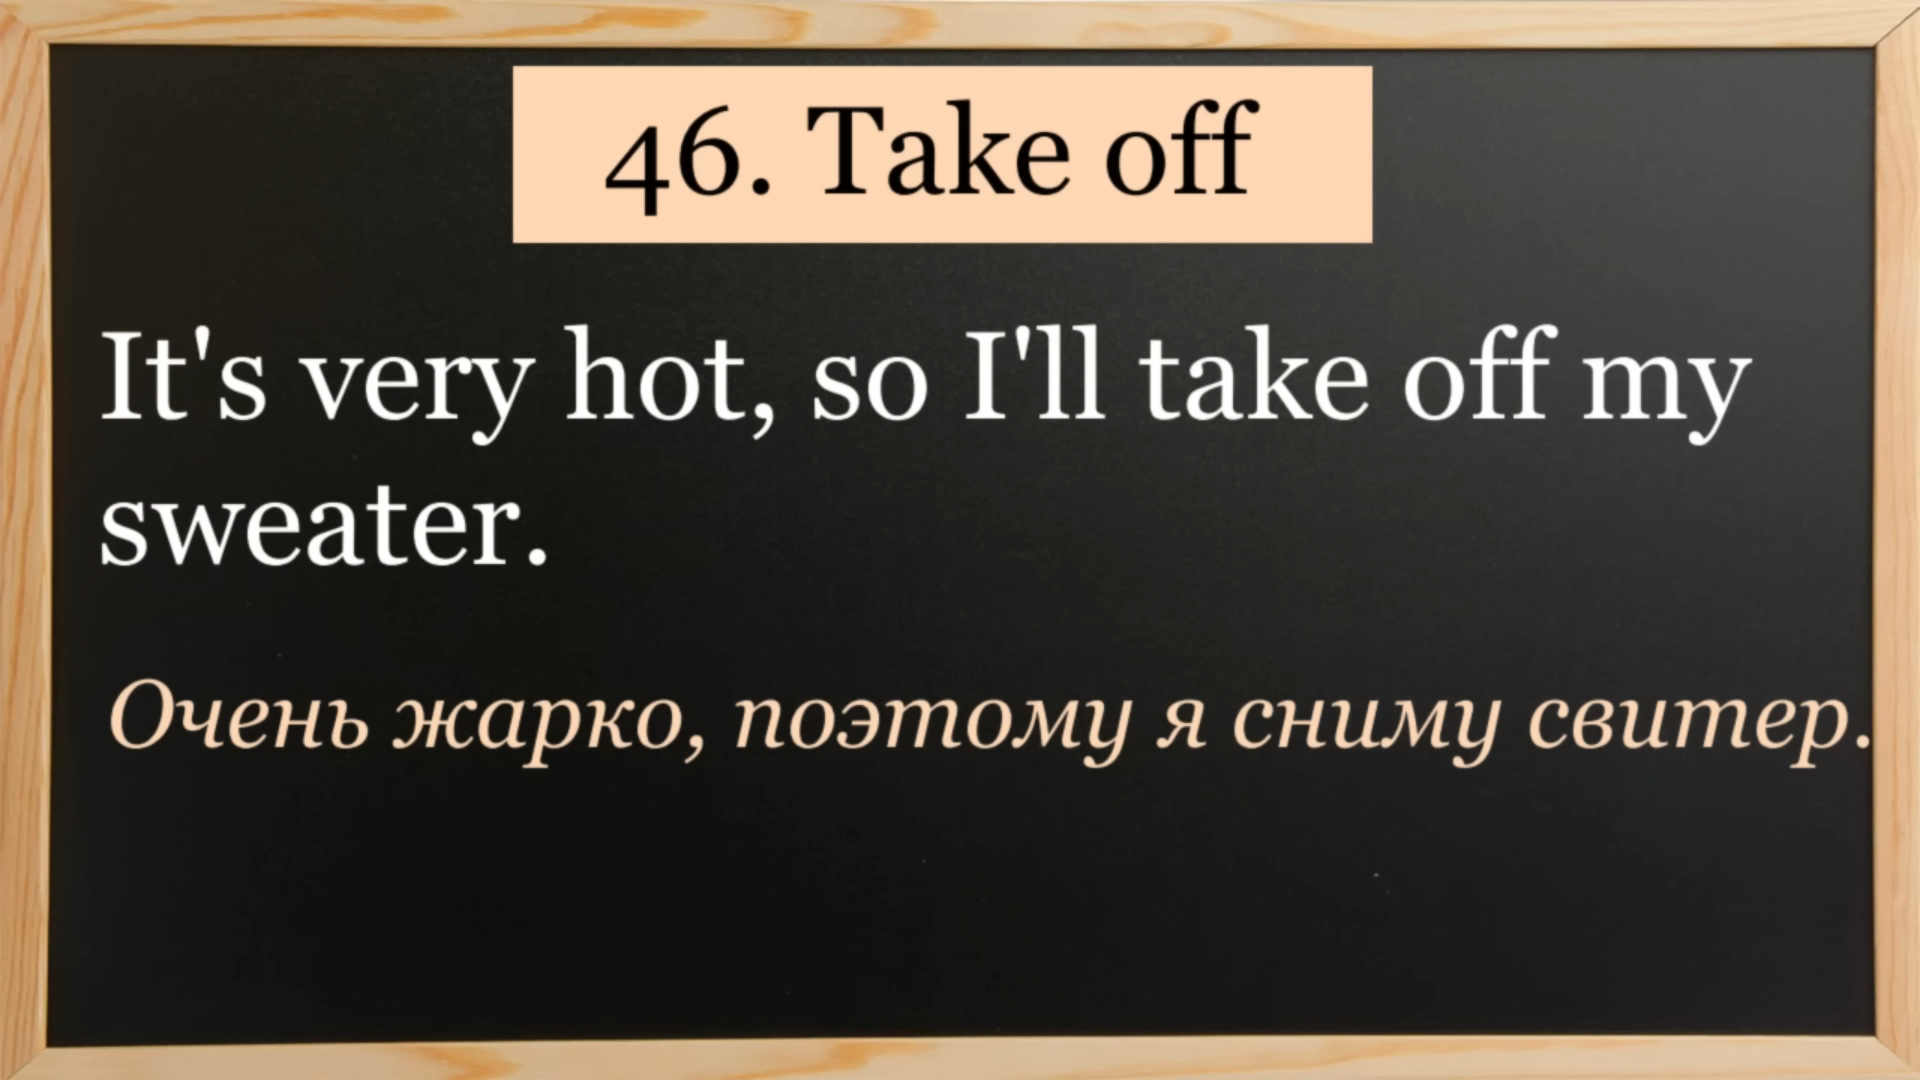 46. Take off
It's very hot, so I'll take off my
sweater.
Очень жарко, поэтому я сниму свитер.